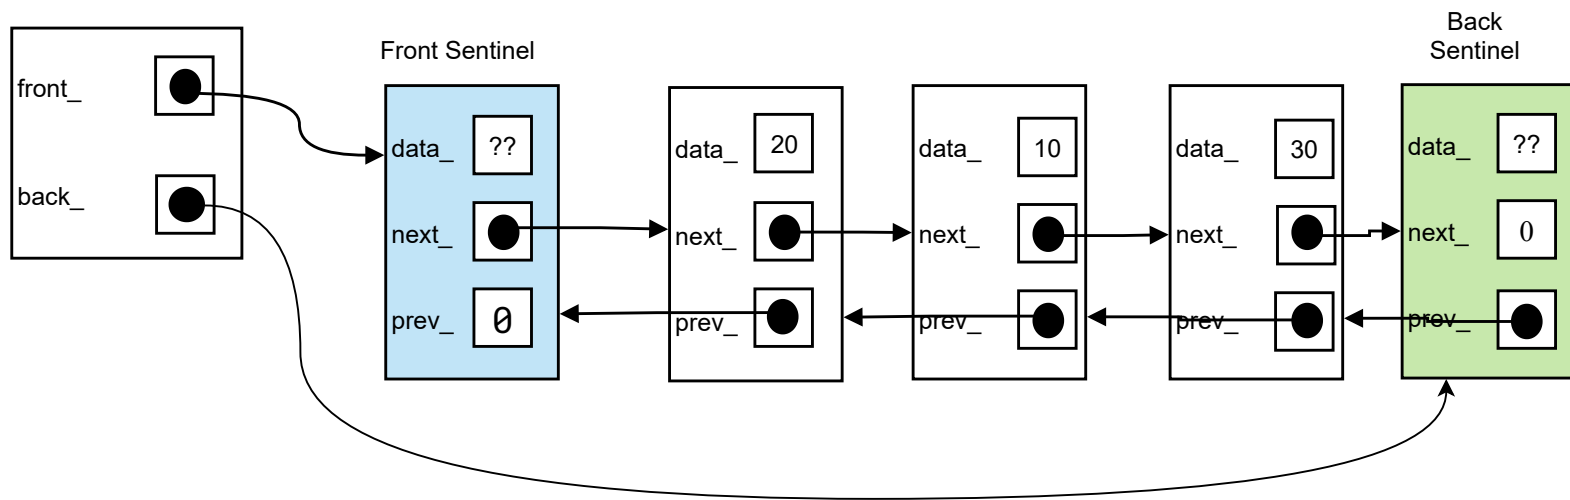 front_
back_
Front Sentinel
data_ ??
next_
prev_ 0
data_ 20
next_
prev_
data_ 10
next_
prev_
data_ 30
next_
prev_
Back
Sentinel
data_ ??
next_ 0
prev_